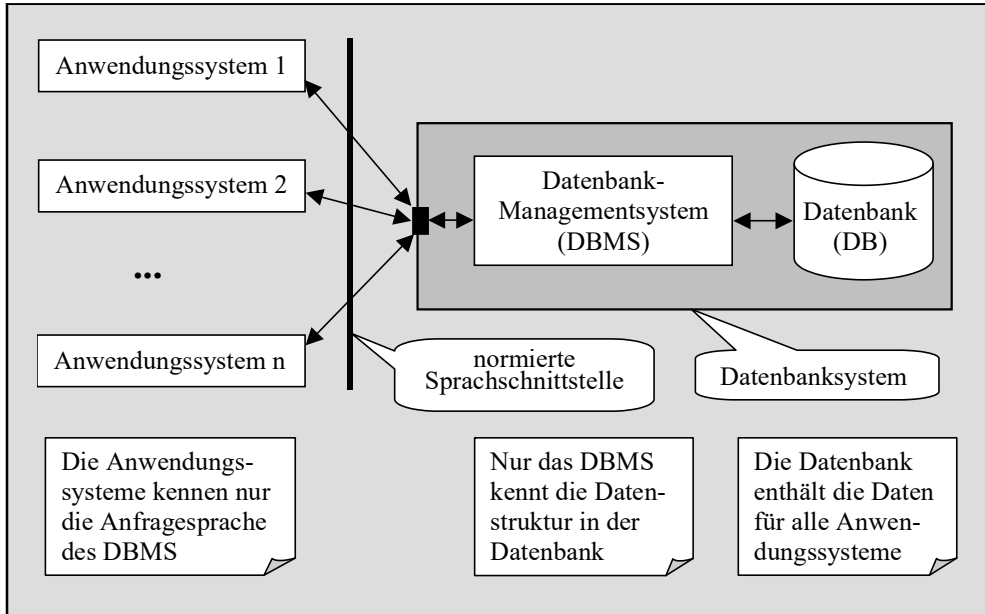 Anwendungssystem 1
Anwendungssystem 2
...
Anwendungssystem n
Datenbank-
Managementsystem
(DBMS)
Datenbank
(DB)
normierte
Sprachschnittstelle
Datenbanksystem
Die Anwendungs-
systeme kennen nur
die Anfragesprache
des DBMS
Nur das DBMS
kennt die Daten-
struktur in der
Datenbank
Die Datenbank
enthält die Daten
für alle Anwen-
dungssysteme